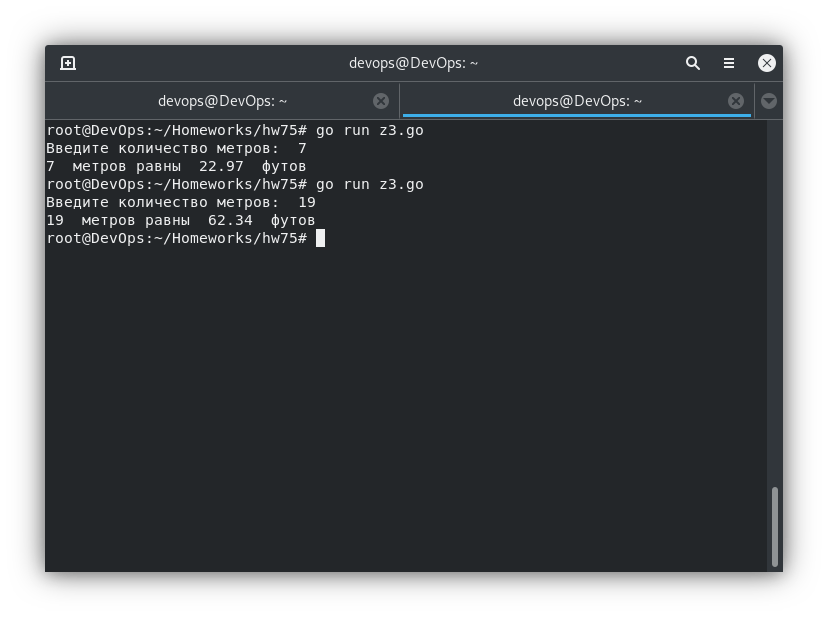 devops@DevOps: ~
devops@DevOps: ~
devops@DevOps: ~
root@DevOps:~/Homeworks/hw75# go run z3.go
Введите количество метров:  7
7  метров равны  22.97  футов
root@DevOps:~/Homeworks/hw75# go run z3.go
Введите количество метров:  19
19  метров равны  62.34  футов
root@DevOps:~/Homeworks/hw75#